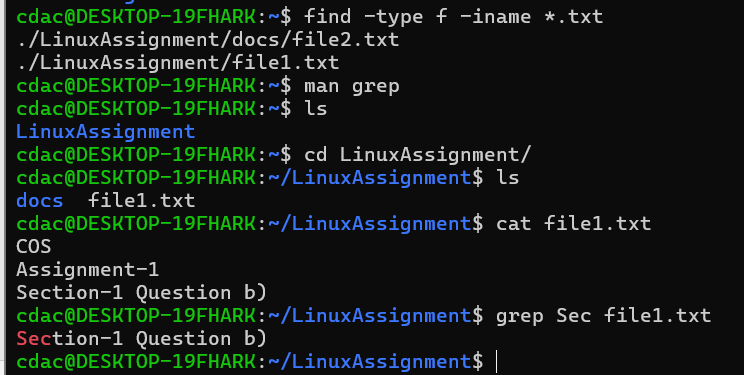 cdac@DESKTOP-19FHARK:~$ find -type f -iname *.txt
./LinuxAssignment/docs/file2.txt
./LinuxAssignment/file1.txt
cdac@DESKTOP-19FHARK:~$ man grep
cdac@DESKTOP-19FHARK:~$ ls
LinuxAssignment
cdac@DESKTOP-19FHARK:~$ cd LinuxAssignment/
cdac@DESKTOP-19FHARK:~/LinuxAssignment$ ls
docs  file1.txt
cdac@DESKTOP-19FHARK:~/LinuxAssignment$ cat file1.txt
COS
Assignment-1
Section-1 Question b)
cdac@DESKTOP-19FHARK:~/LinuxAssignment$ grep Sec file1.txt
Section-1 Question b)
cdac@DESKTOP-19FHARK:~/LinuxAssignment$